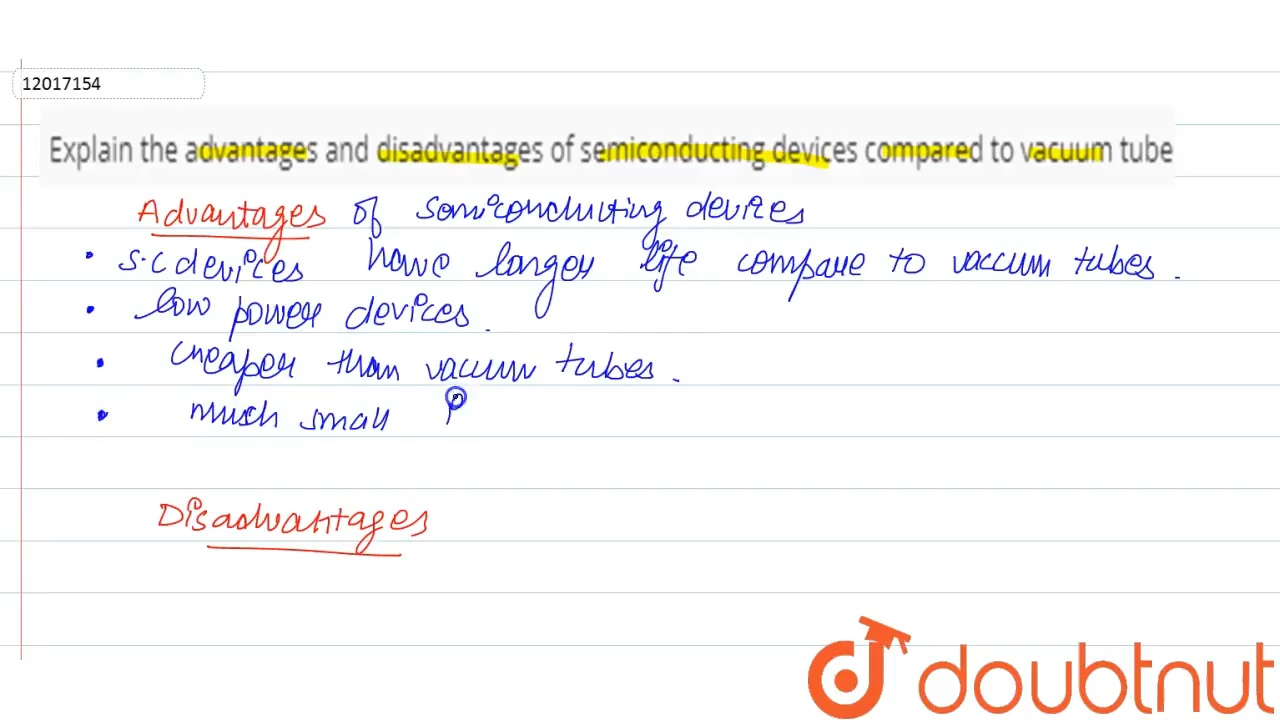 12017154
Explain the advantages and disadvantages of semiconducting devices compared to vacuum tube
Advantages of semiconducting devices
• S.C devices have larger life compare to vaccum tubes.
• low power devices.
• cheaper than vacuum tubes.
• much small
Disadvantages
doubtnut